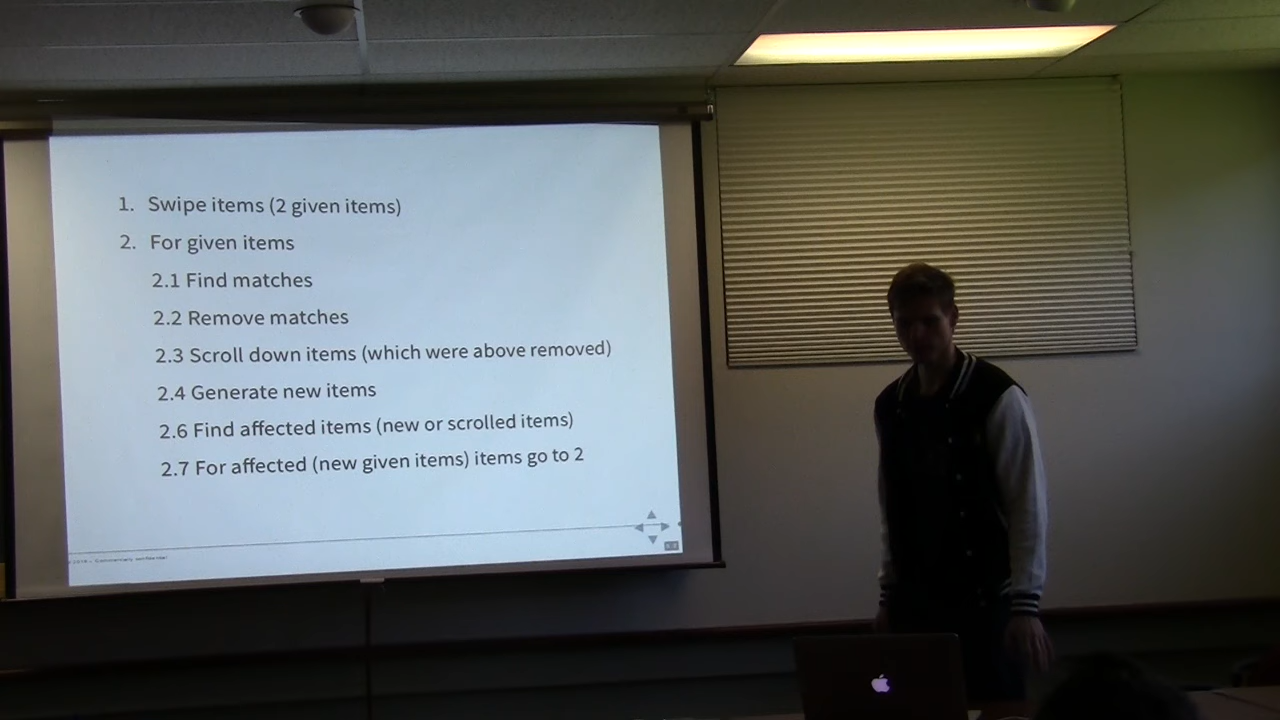 1. Swipe items (2 given items)
2. For given items
2.1 Find matches
2.2 Remove matches
2.3 Scroll down items (which were above removed)
2.4 Generate new items
2.6 Find affected items (new or scrolled items)
2.7 For affected (new given items) items go to 2